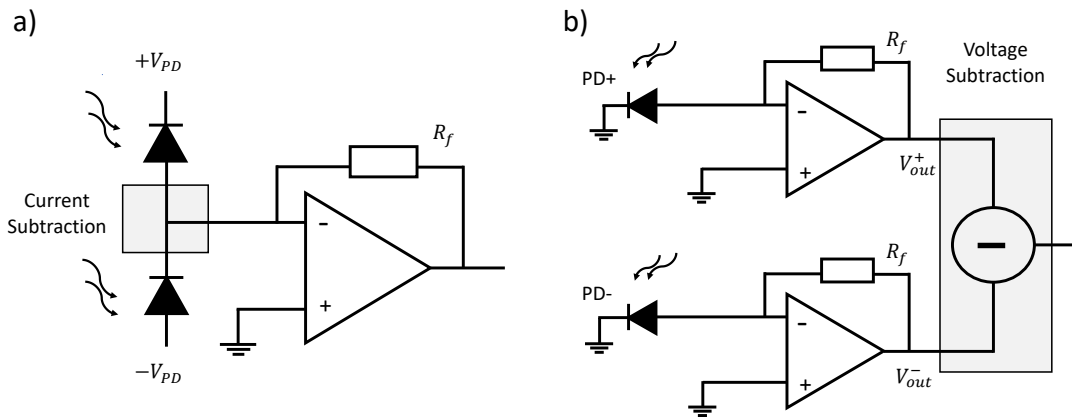 a)
+V_PD
Current
Subtraction
-V_PD
R_f
-
+
b)
PD+
R_f
-
+
V_out^+
Voltage
Subtraction
PD-
R_f
-
+
V_out^-
−